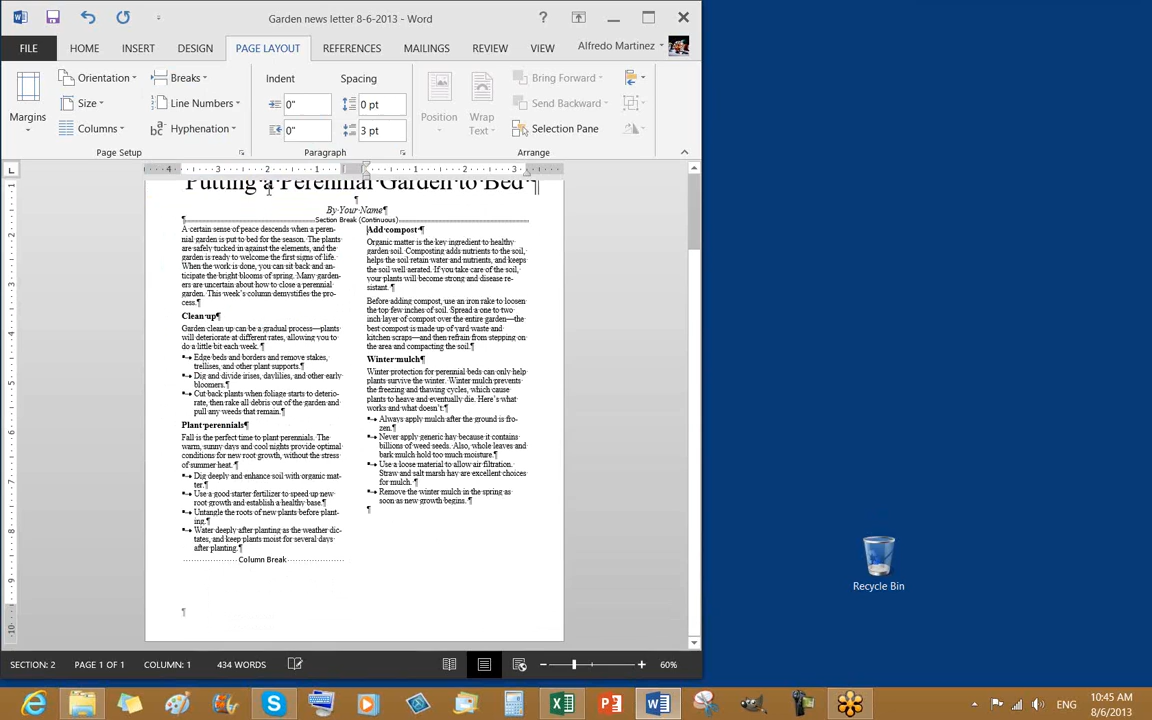 Garden news letter 8-6-2013 - Word
?
FILE HOME INSERT DESIGN PAGE LAYOUT REFERENCES MAILINGS REVIEW VIEW Alfredo Martinez
Margins
Orientation
Size
Columns
Breaks
Line Numbers
Hyphenation
Page Setup
Indent Spacing
0" 0 pt
0" 3 pt
Paragraph
Position
Wrap
Text
Bring Forward
Send Backward
Selection Pane
Arrange
4 3 2 1 1 2 3
Putting a Perennial Garden to Bed
By Your Name
Section Break (Continuous)
A certain sense of peace descends when a peren-
nial garden is put to bed for the season. The plants
are safely tucked in against the elements, and the
garden is ready to welcome the first signs of life.
When the work is done, you can sit back and an-
ticipate the bright blooms of spring. Many garden-
ers are uncertain about how to close a perennial
garden. This week's column demystifies the pro-
cess.
Clean up
Garden clean up can be a gradual process—plants
will deteriorate at different rates, allowing you to
do a little bit each week.
Edge beds and borders and remove stakes,
trellises, and other plant supports.
Dig and divide irises, daylilies, and other early
bloomers.
Cut back plants when foliage starts to deterio-
rate, then rake all debris out of the garden and
pull any weeds that remain.
Plant perennials
Fall is the perfect time to plant perennials. The
warm, sunny days and cool nights provide optimal
conditions for new root growth, without the stress
of summer heat.
Dig deeply and enhance soil with organic mat-
ter.
Use a good starter fertilizer to speed up new
root growth and establish a healthy base.
Untangle the roots of new plants before plant-
ing.
Water deeply after planting as the weather dic-
tates, and keep plants moist for several days
after planting.
Column Break
Add compost
Organic matter is the key ingredient to healthy
garden soil. Composting adds nutrients to the soil,
helps the soil retain water and nutrients, and keeps
the soil well aerated. If you take care of the soil,
your plants will become strong and disease re-
sistant.
Before adding compost, use an iron rake to loosen
the top few inches of soil. Spread a one to two
inch layer of compost over the entire garden—the
best compost is made up of yard waste and
kitchen scraps—and then refrain from stepping on
the area and compacting the soil.
Winter mulch
Winter protection for perennial beds can only help
plants survive the winter. Winter mulch prevents
the freezing and thawing cycles, which cause
plants to heave and eventually die. Here's what
works and what doesn't:
Always apply mulch after the ground is fro-
zen.
Never apply generic hay because it contains
billions of weed seeds. Also, whole leaves and
bark mulch hold too much moisture.
Use a loose material to allow air filtration.
Straw and salt marsh hay are excellent choices
for mulch.
Remove the winter mulch in the spring as
soon as new growth begins.
Recycle Bin
SECTION: 2 PAGE 1 OF 1 COLUMN: 1 434 WORDS 60%
ENG
10:45 AM
8/6/2013